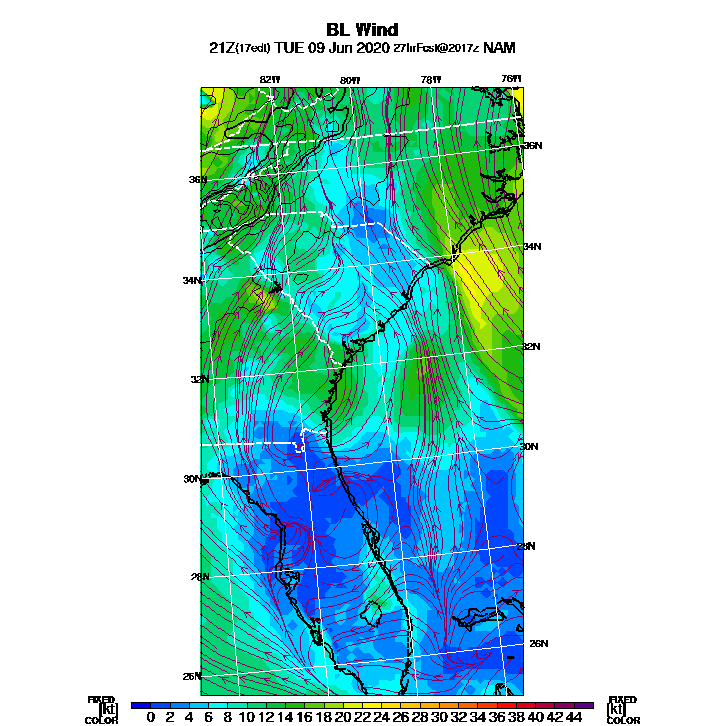 BL Wind
21Z(17edt) TUE 09 Jun 2020 27hrFcst@2017z NAM
82W 80W 78W 76W
36N
36N
34N
34N
32N
32N
30N
30N
28N
28N
26N
26N
FIXED FIXED
[kt] 0 2 4 6 8 10 12 14 16 18 20 22 24 26 28 30 32 34 36 38 40 42 44 [kt]
COLOR COLOR